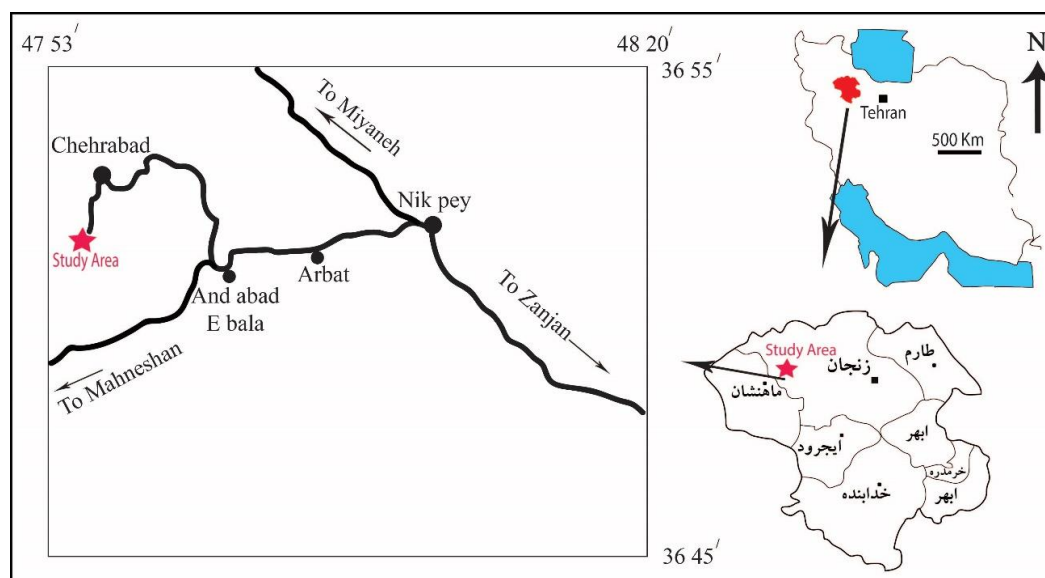 47 53′
48 20′
36 55′
To Miyaneh
Chehrabad
Nik pey
Study Area
Arbat
And abad
E bala
To Zanjan
To Mahneshan
36 45′
N
Tehran
500 Km
Study Area
طارم
زنجان
ماهنشان
ابهر
ایجرود
خرمدره
خدابنده
ابهر